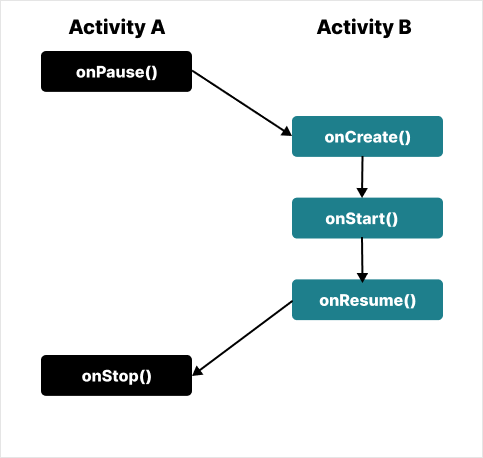 Activity A
Activity B
onPause()
onCreate()
onStart()
onResume()
onStop()